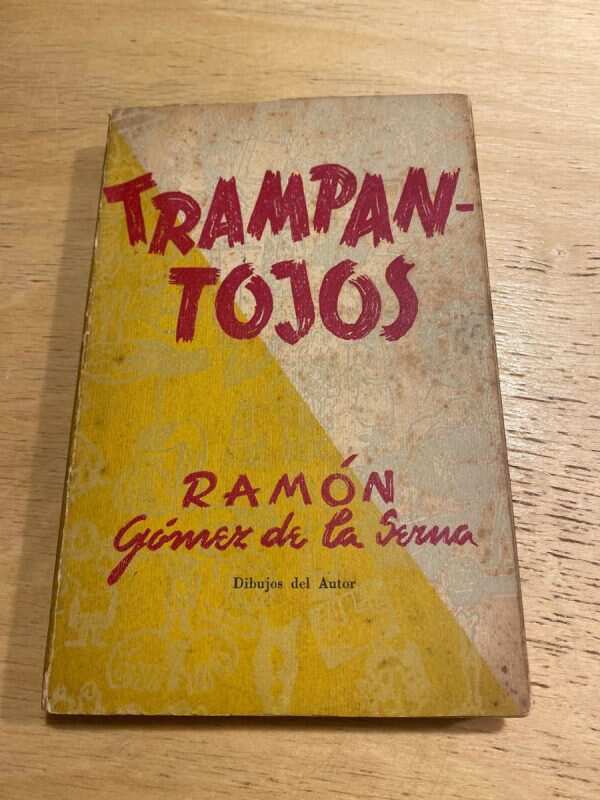 TRAMPAN-
TOJOS
RAMÓN
Gómez de la Serna
Dibujos del Autor